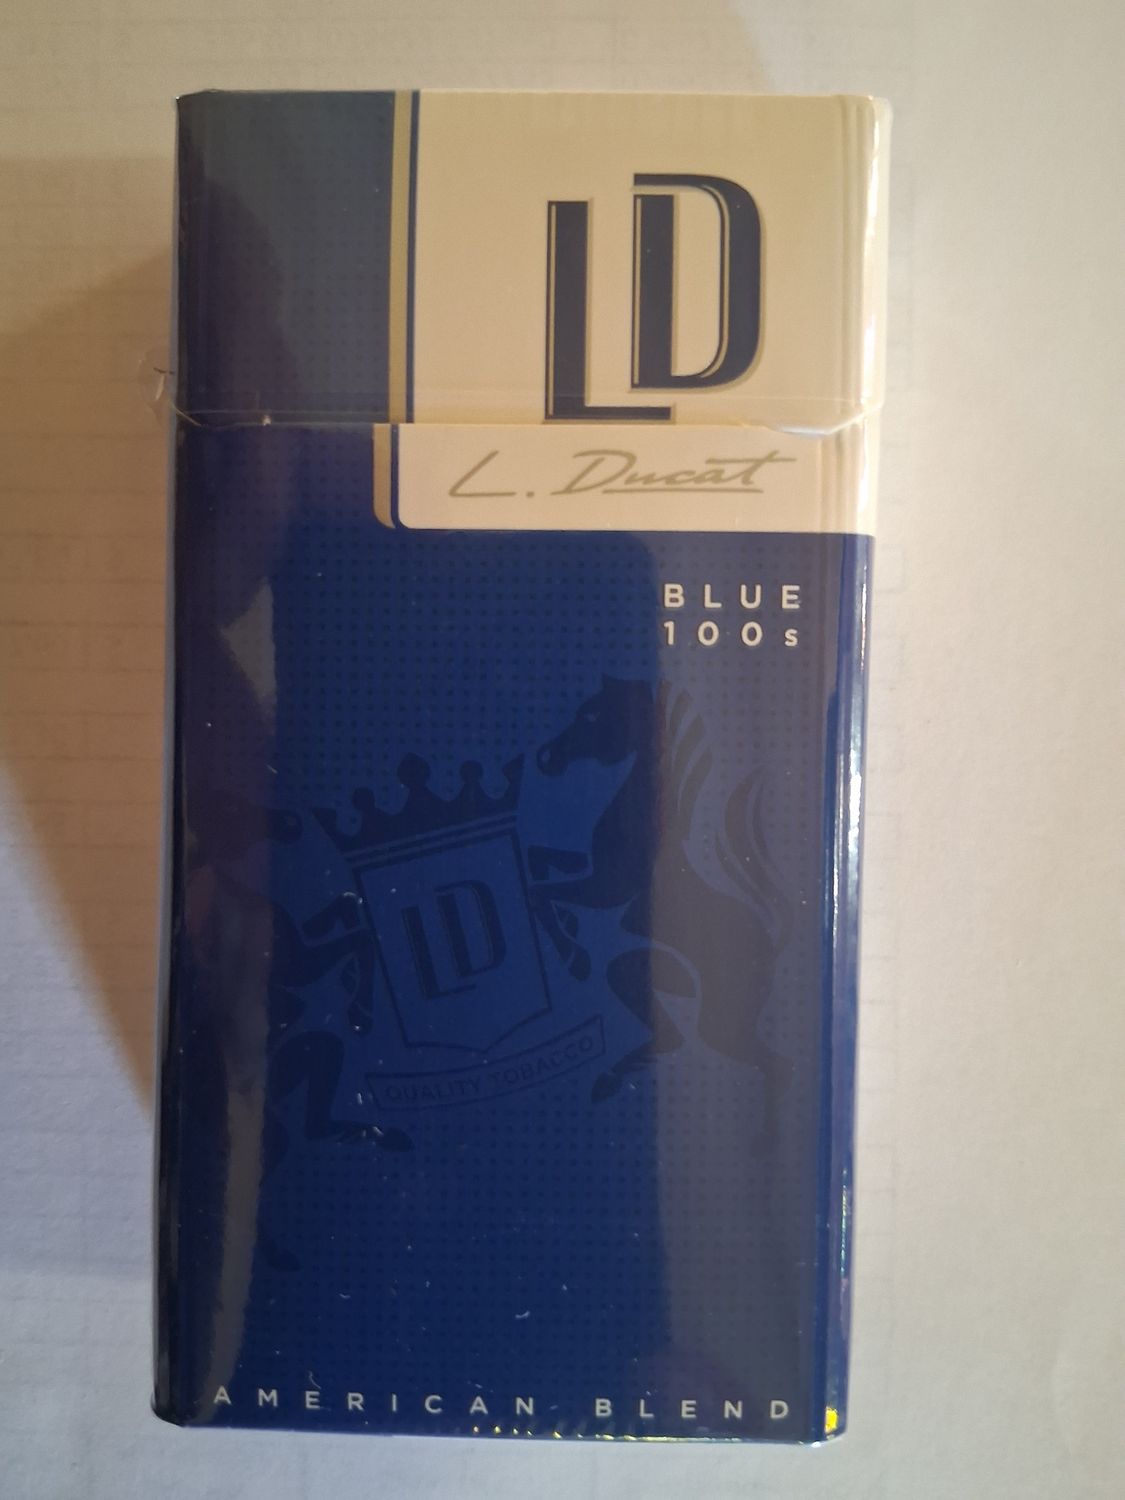 LD
L. Ducat
BLUE
100s
LD
QUALITY TOBACCO
AMERICAN BLEND